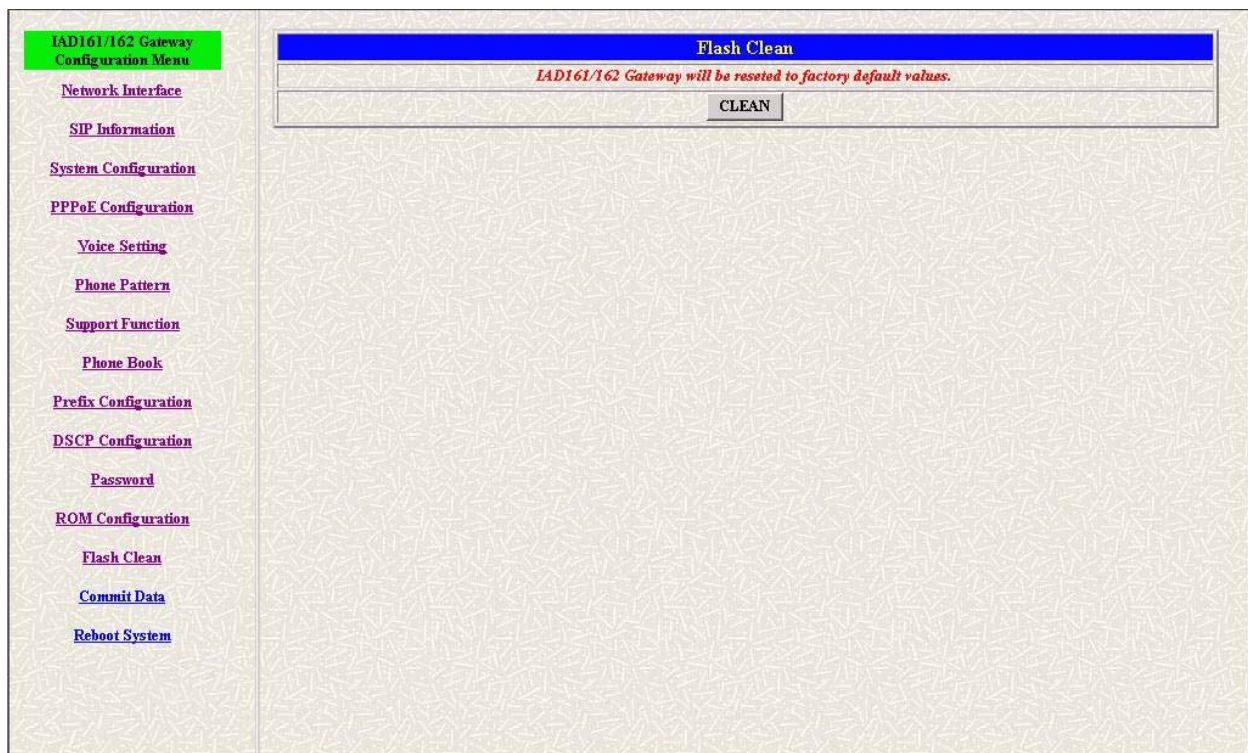 IAD161/162 Gateway
Configuration Menu
Network Interface
SIP Information
System Configuration
PPPoE Configuration
Voice Setting
Phone Pattern
Support Function
Phone Book
Prefix Configuration
DSCP Configuration
Password
ROM Configuration
Flash Clean
Commit Data
Reboot System
Flash Clean
IAD161/162 Gateway will be reseted to factory default values.
CLEAN